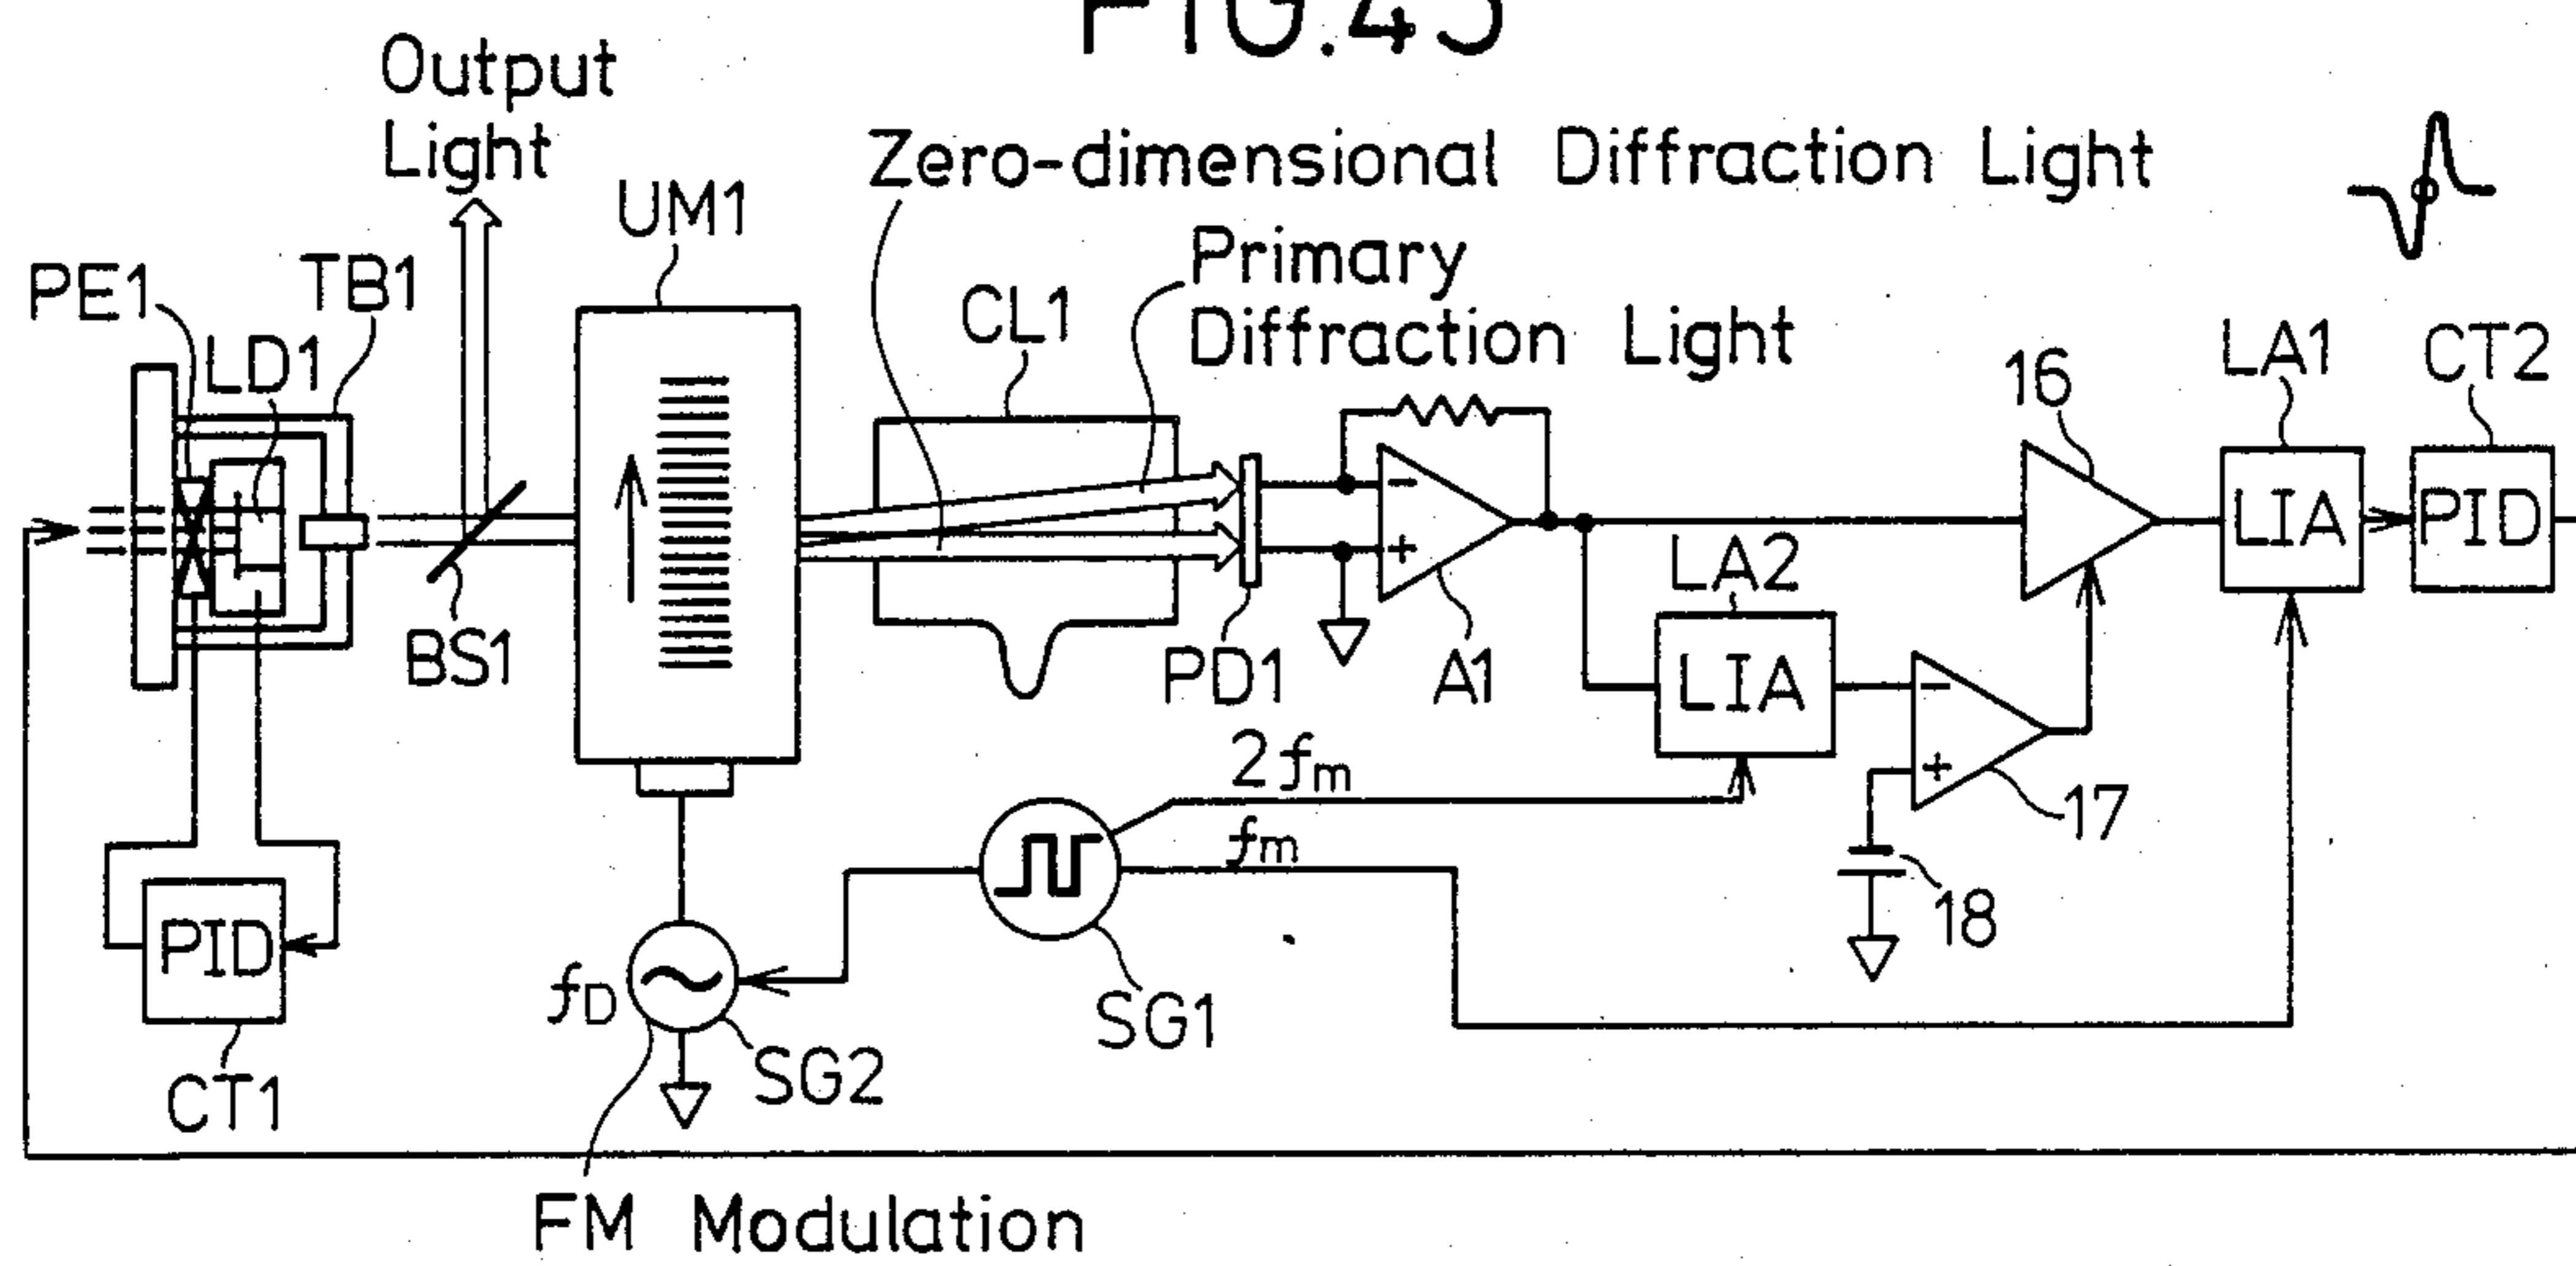 FIG.45
Output
Light
Zero-dimensional Diffraction Light
UM1
Primary
Diffraction Light
PE1
TB1
CL1
LD1
16
LA1
CT2
LIA
PID
LA2
BS1
PD1
A1
LIA
2fm
17
fm
18
PID
fD
SG1
SG2
CT1
FM Modulation